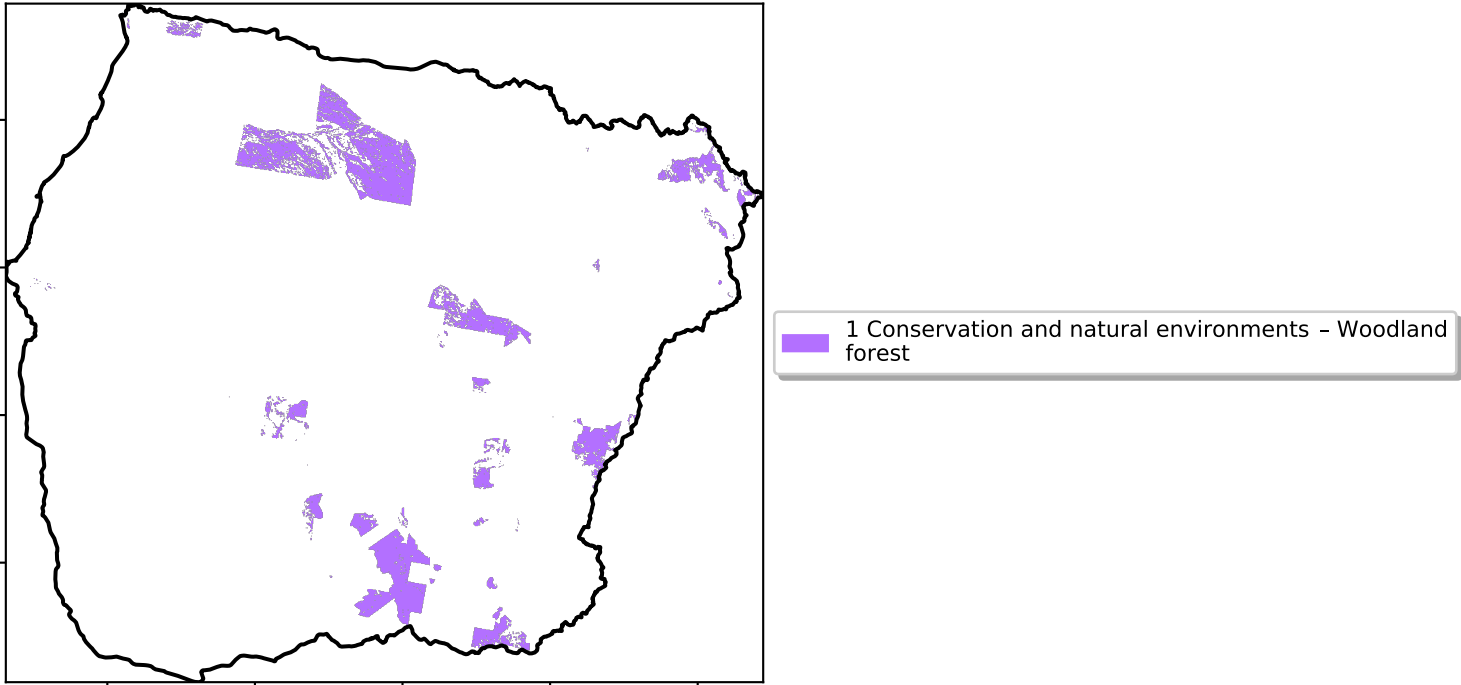 1 Conservation and natural environments – Woodland
forest